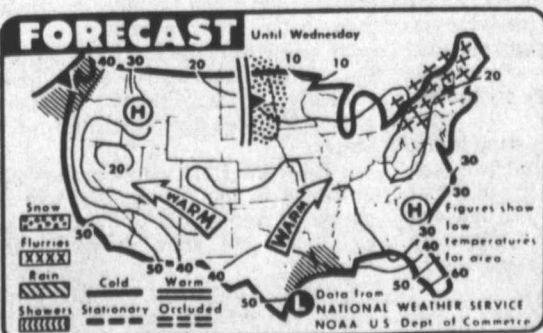 FORECAST
Until Wednesday
40 30 20 10 10
20
H
20
WARM
WARM
30
30
H
Figures show
low
temperatures
for area
30
40
60
50
50
50 40 40
50
L
Snow
Flurries
Rain
Showers
Cold
Warm
Stationary
Occluded
Data from
NATIONAL WEATHER SERVICE
NOAA U S Dept of Commerce